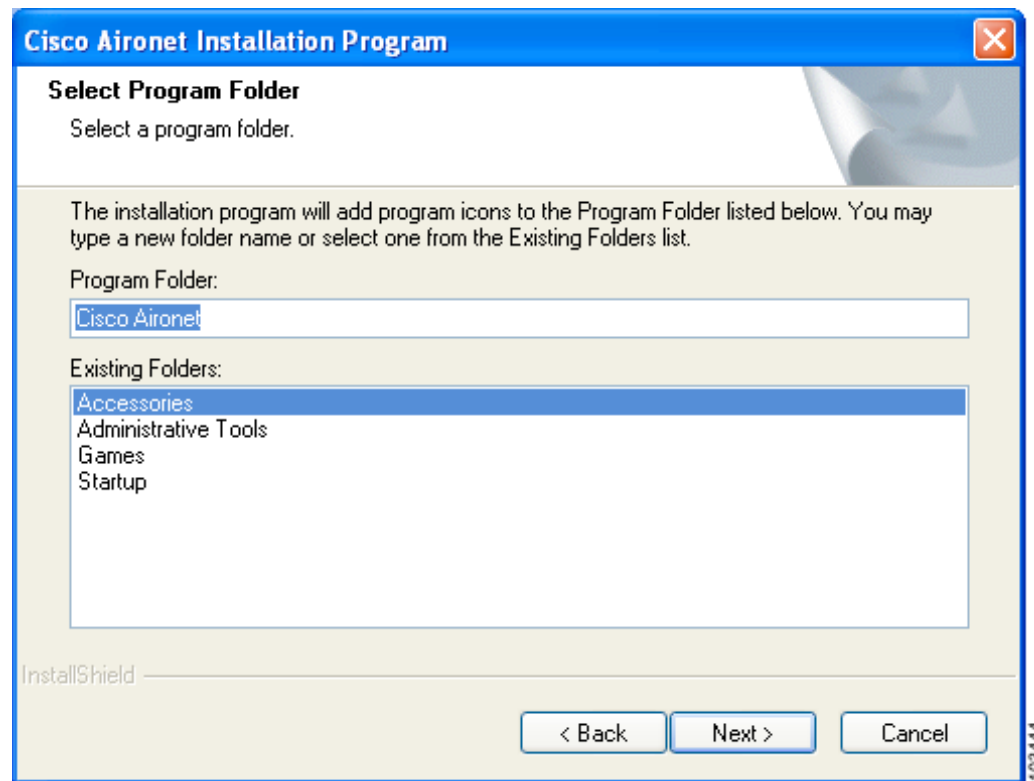 Cisco Aironet Installation Program
Select Program Folder
Select a program folder.
The installation program will add program icons to the Program Folder listed below. You may
type a new folder name or select one from the Existing Folders list.
Program Folder:
Cisco Aironet
Existing Folders:
Accessories
Administrative Tools
Games
Startup
InstallShield
< Back
Next >
Cancel